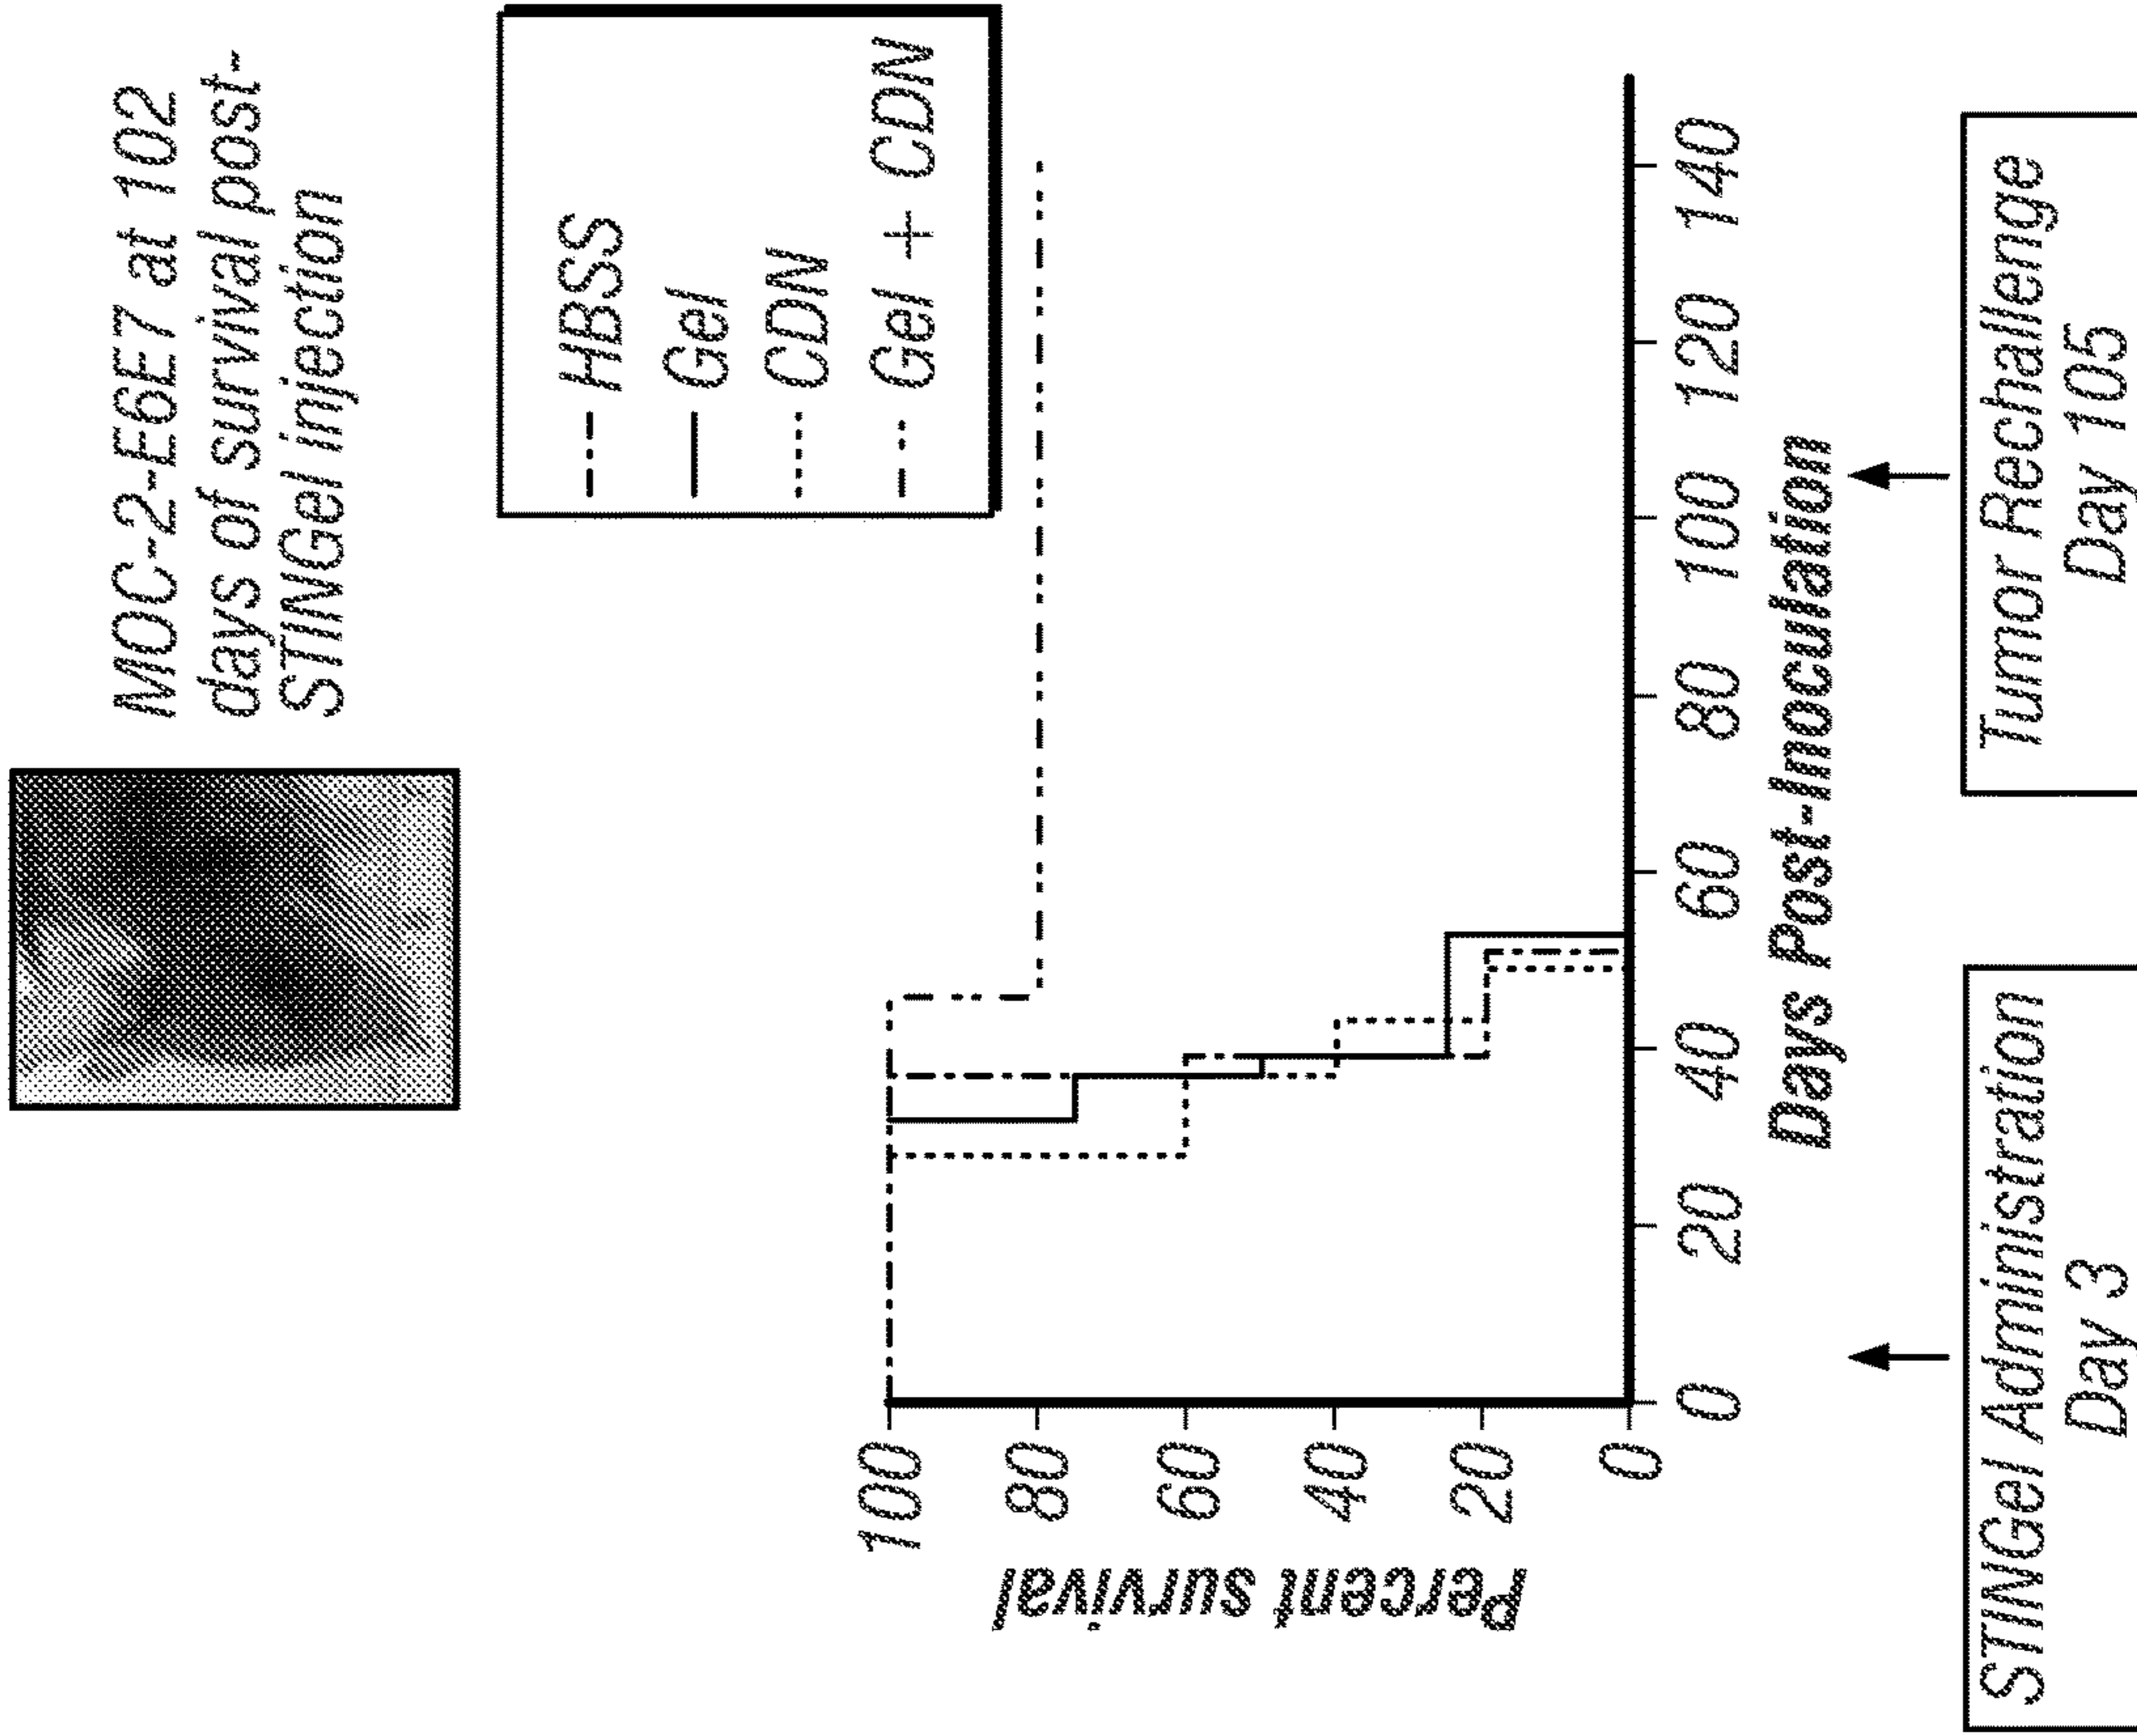 MOC-2-E6E7 at 102
days of survival post-
STINGel injection
HBSS
Gel
CDN
Gel + CDN
Percent survival
100
80
60
40
20
0
0 20 40 60 80 100 120 140
Days Post-Inoculation
STINGel Administration
Day 3
Tumor Rechallenge
Day 105